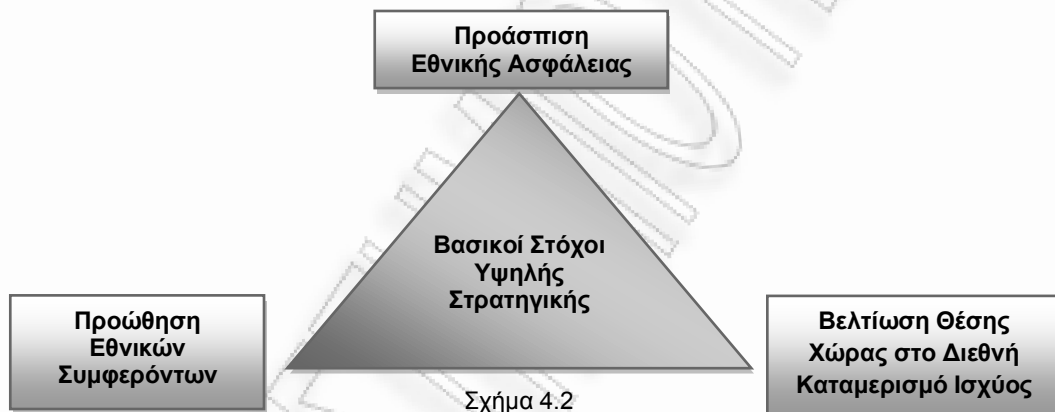 Προάσπιση
Εθνικής Ασφάλειας
Βασικοί Στόχοι
Υψηλής
Στρατηγικής
Προώθηση
Εθνικών
Συμφερόντων
Βελτίωση Θέσης
Χώρας στο Διεθνή
Καταμερισμό Ισχύος
Σχήμα 4.2